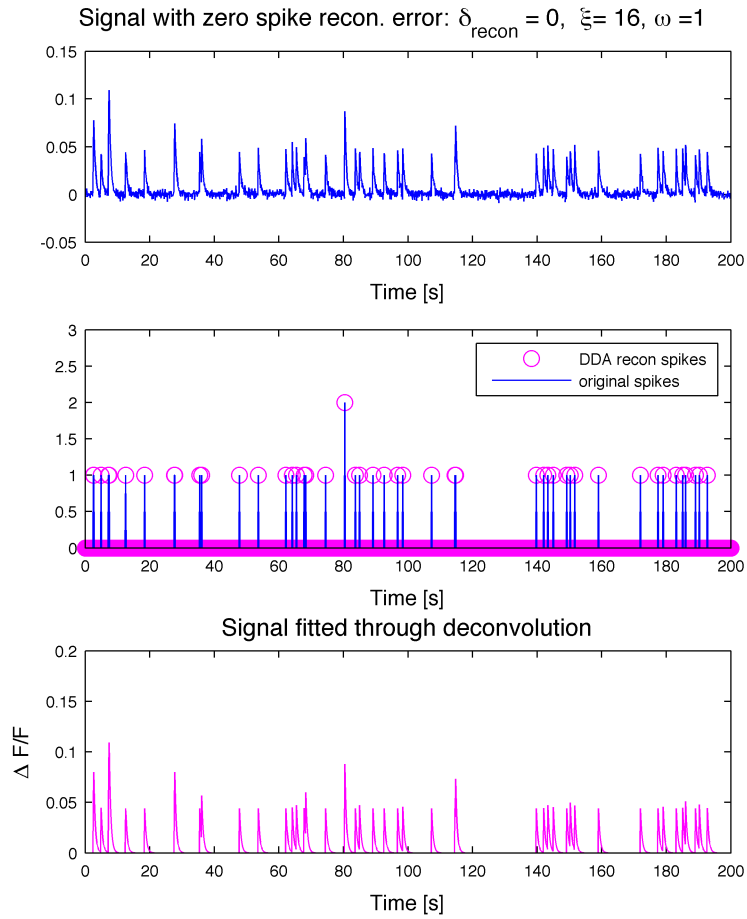 Signal with zero spike recon. error: δ_recon = 0, ξ= 16, ω =1
0.15
0.1
0.05
0
-0.05
0 20 40 60 80 100 120 140 160 180 200
Time [s]
3
2.5
2
1.5
1
0.5
0
DDA recon spikes
original spikes
0 20 40 60 80 100 120 140 160 180 200
Time [s]
Signal fitted through deconvolution
0.2
0.15
0.1
0.05
0
Δ F/F
0 20 40 60 80 100 120 140 160 180 200
Time [s]